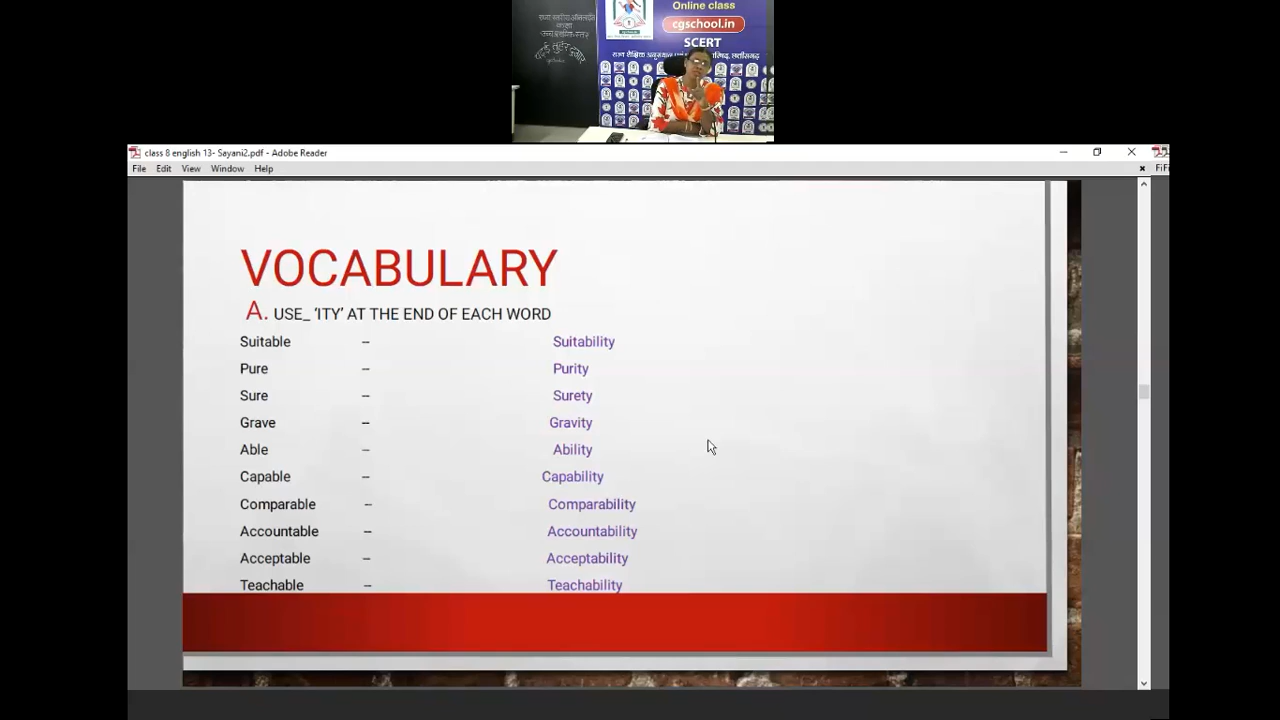 Online class
cgschool.in
SCERT
class 8 english 13- Sayani2.pdf - Adobe Reader
File Edit View Window Help
VOCABULARY
A. USE_ ‘ITY’ AT THE END OF EACH WORD
Suitable -- Suitability
Pure -- Purity
Sure -- Surety
Grave -- Gravity
Able -- Ability
Capable -- Capability
Comparable -- Comparability
Accountable -- Accountability
Acceptable -- Acceptability
Teachable -- Teachability